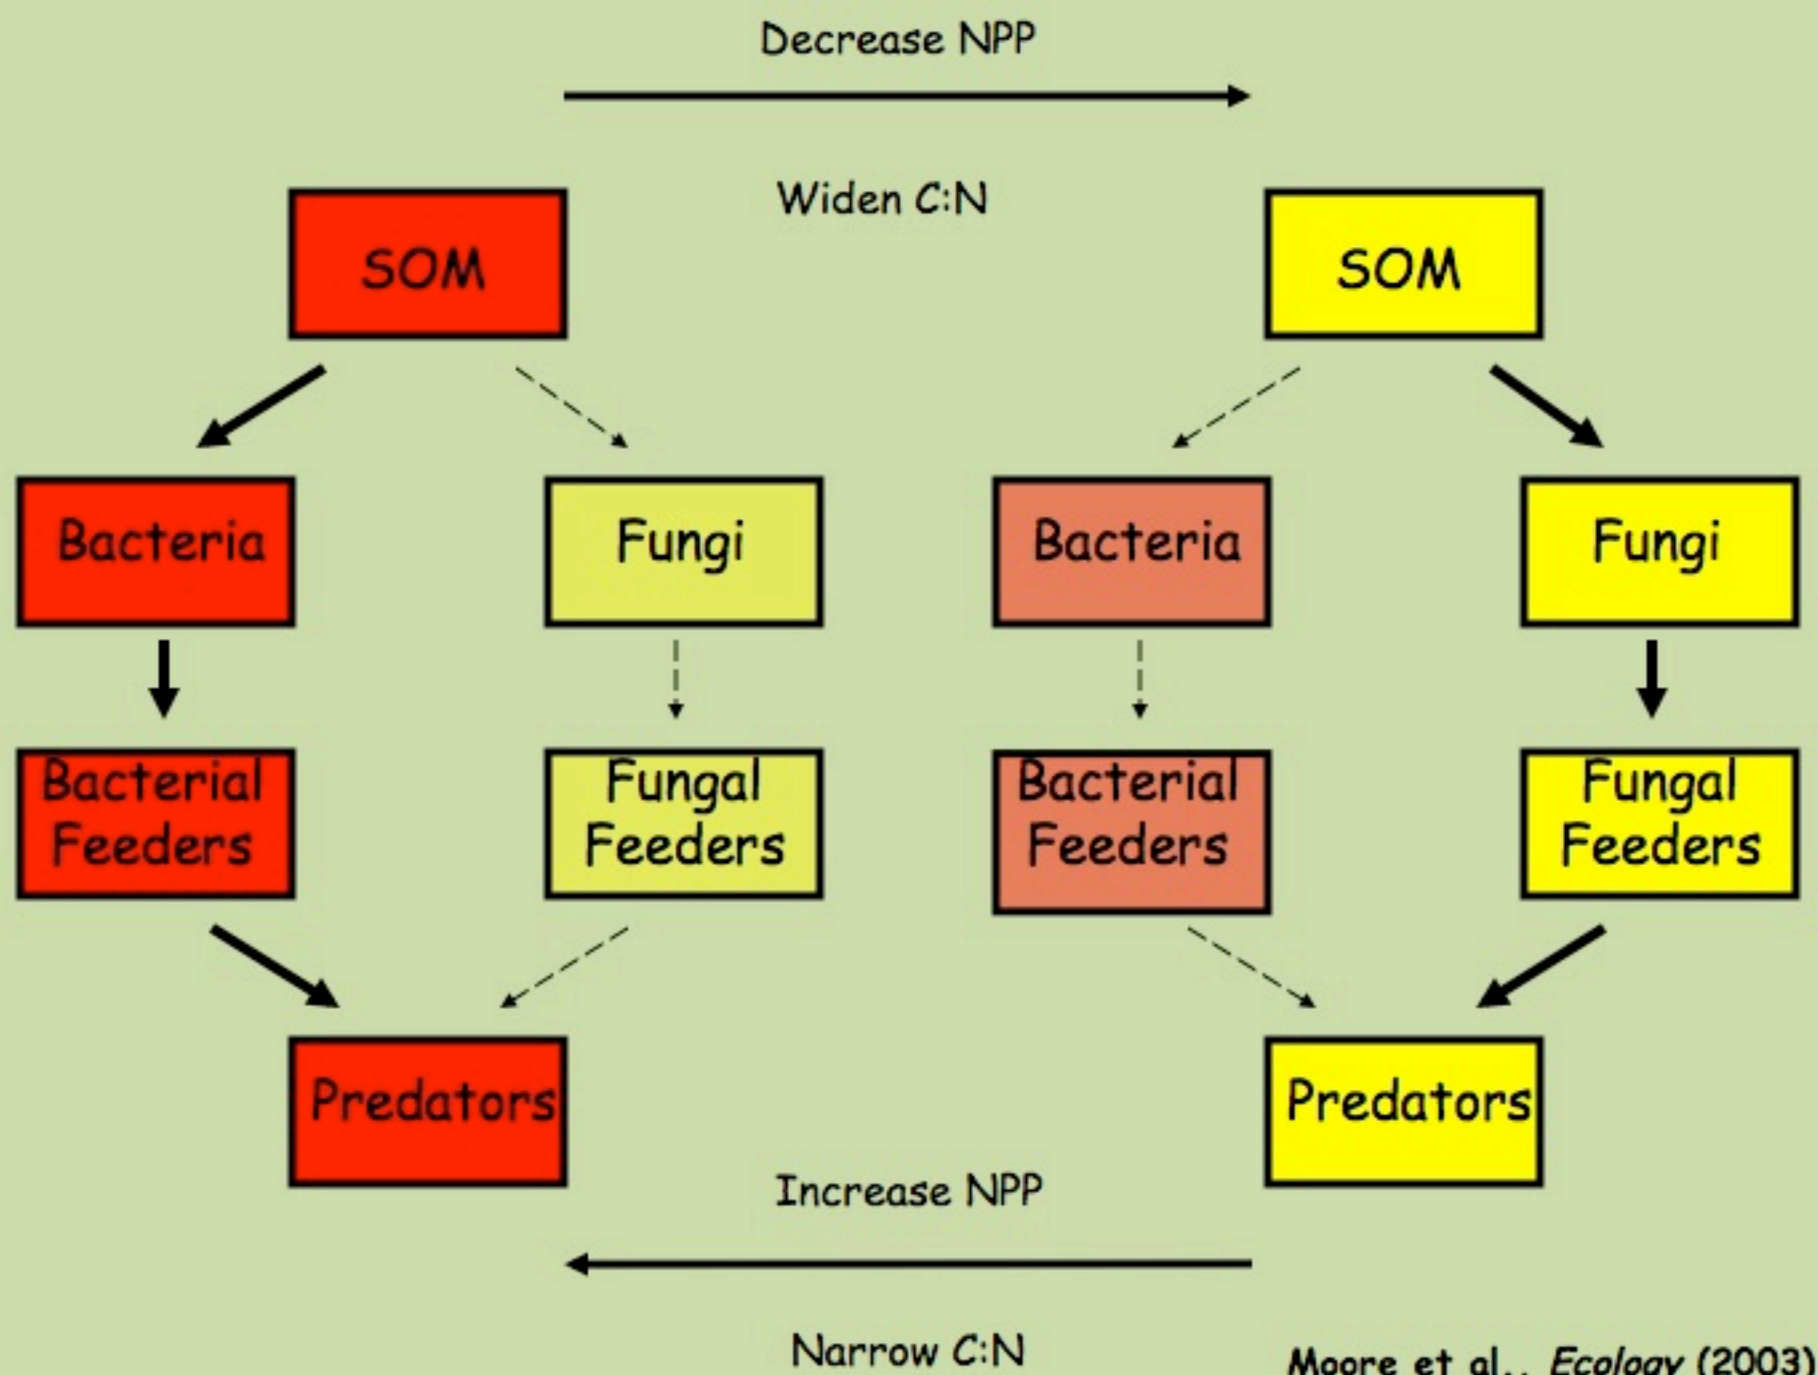 Decrease NPP
Widen C:N
SOM
SOM
Bacteria
Fungi
Bacteria
Fungi
Bacterial
Feeders
Fungal
Feeders
Bacterial
Feeders
Fungal
Feeders
Predators
Predators
Increase NPP
Narrow C:N
Moore et al., Ecology (2003)